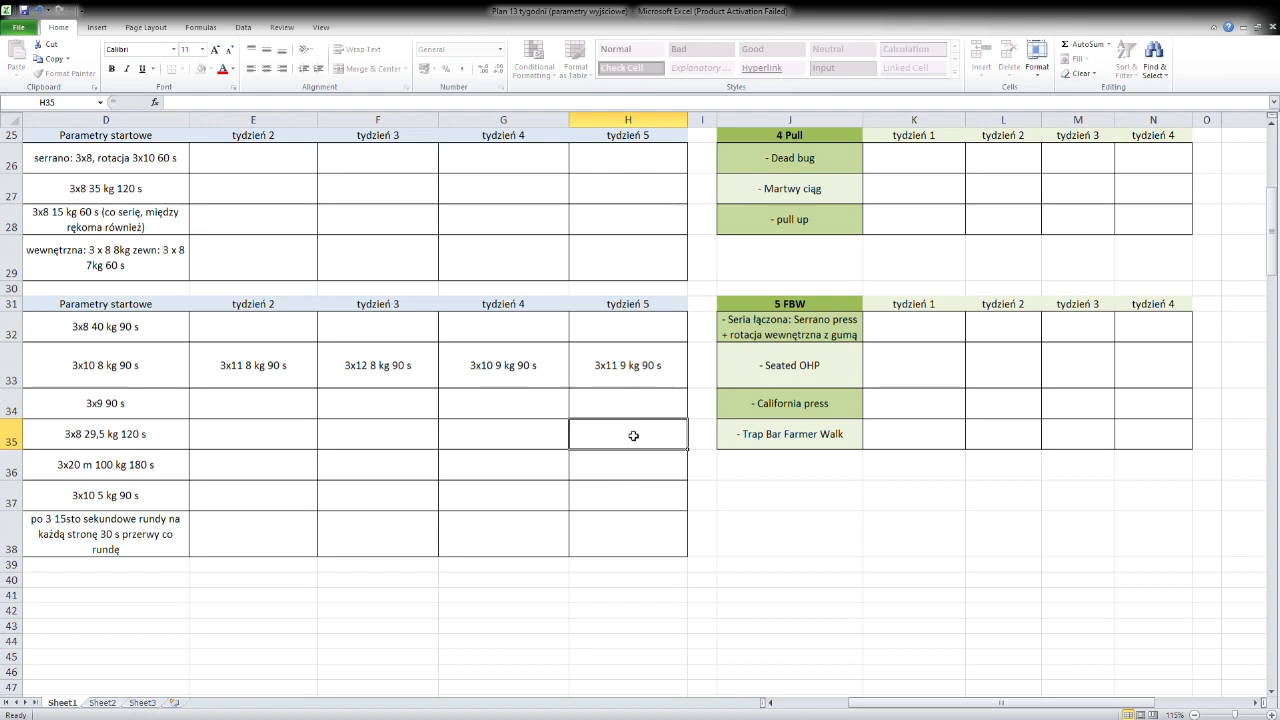 Plan 13 tygodni (parametry wyjściowe) - Microsoft Excel (Product Activation Failed)
File Home Insert Page Layout Formulas Data Review View
Cut
Copy
Format Painter
Paste
Clipboard
Calibri 11
B I U
Font
Wrap Text
Merge & Center
Alignment
General
Number
Conditional Formatting
Format as Table
Normal Bad Good Neutral Calculation
Check Cell Explanatory ... Hyperlink Input Linked Cell
Styles
Insert Delete Format
Cells
AutoSum
Fill
Clear
Sort & Filter
Find & Select
Editing
H35 fx
D E F G H I J K L M N O
25 Parametry startowe tydzień 2 tydzień 3 tydzień 4 tydzień 5 4 Pull tydzień 1 tydzień 2 tydzień 3 tydzień 4
26 serrano: 3x8, rotacja 3x10 60 s - Dead bug
27 3x8 35 kg 120 s - Martwy ciąg
28 3x8 15 kg 60 s (co serię, między rękoma również) - pull up
29 wewnętrzna: 3 x 8 8kg zewn: 3 x 8 7kg 60 s
30
31 Parametry startowe tydzień 2 tydzień 3 tydzień 4 tydzień 5 5 FBW tydzień 1 tydzień 2 tydzień 3 tydzień 4
32 3x8 40 kg 90 s - Seria łączona: Serrano press + rotacja wewnętrzna z gumą
33 3x10 8 kg 90 s 3x11 8 kg 90 s 3x12 8 kg 90 s 3x10 9 kg 90 s 3x11 9 kg 90 s - Seated OHP
34 3x9 90 s - California press
35 3x8 29,5 kg 120 s - Trap Bar Farmer Walk
36 3x20 m 100 kg 180 s
37 3x10 5 kg 90 s
38 po 3 15sto sekundowe rundy na każdą stronę 30 s przerwy co rundę
39
40
41
42
43
44
45
46
47
Sheet1 Sheet2 Sheet3
Ready 115%